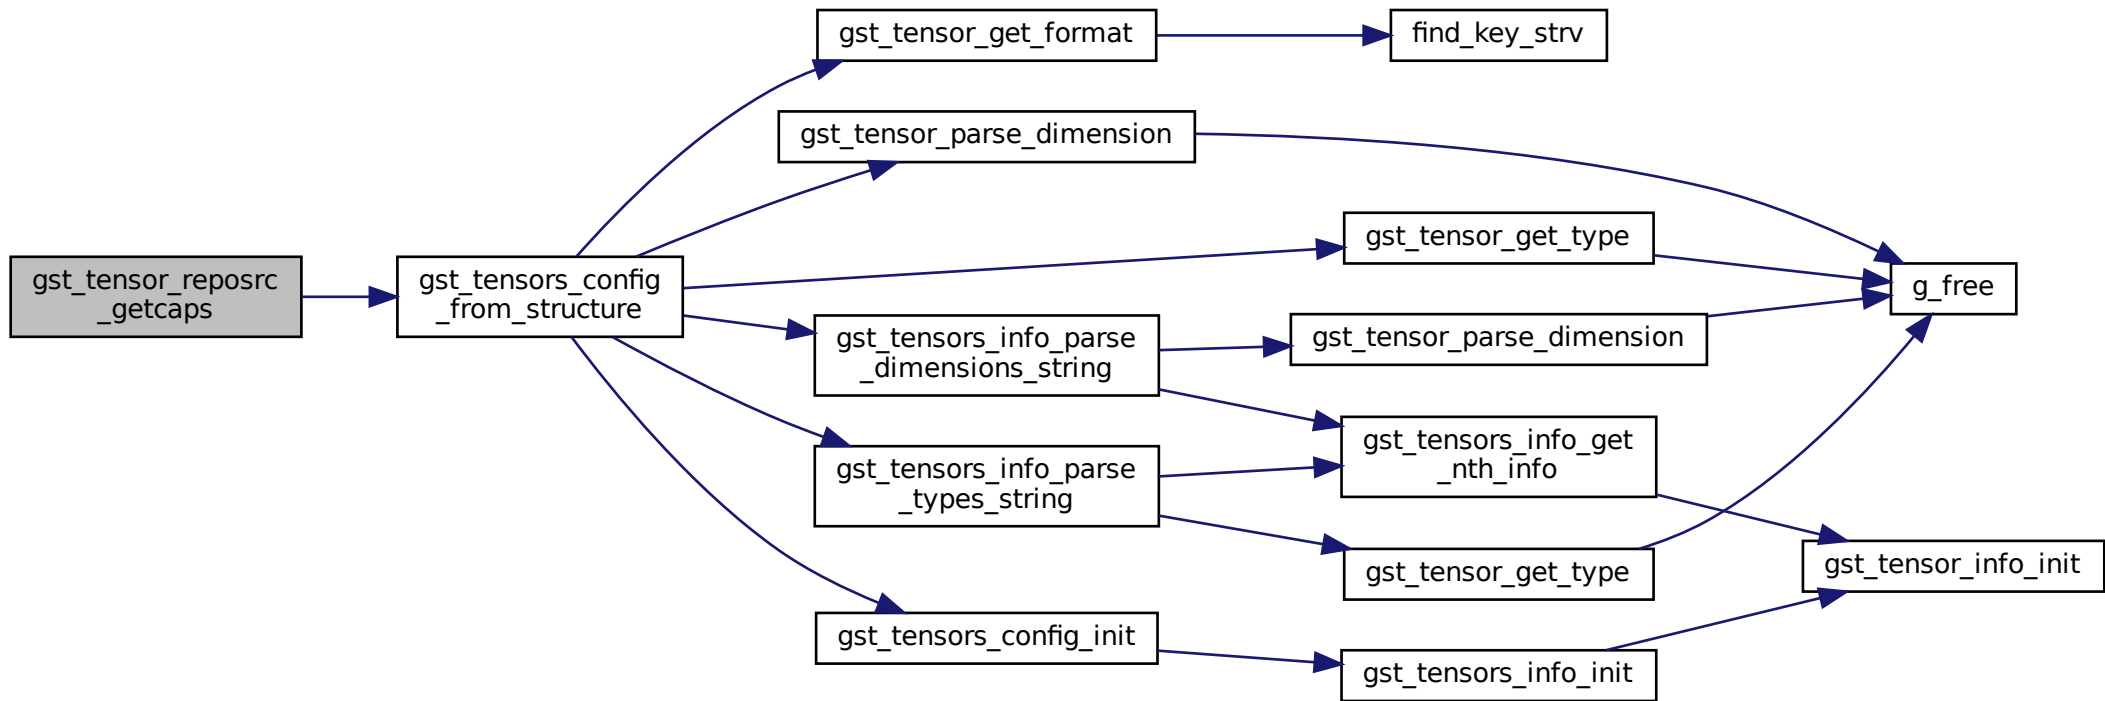 gst_tensor_get_format
find_key_strv
gst_tensor_parse_dimension
gst_tensor_get_type
gst_tensor_reposrc
_getcaps
gst_tensors_config
_from_structure
g_free
gst_tensors_info_parse
_dimensions_string
gst_tensor_parse_dimension
gst_tensors_info_get
_nth_info
gst_tensors_info_parse
_types_string
gst_tensor_get_type
gst_tensor_info_init
gst_tensors_config_init
gst_tensors_info_init